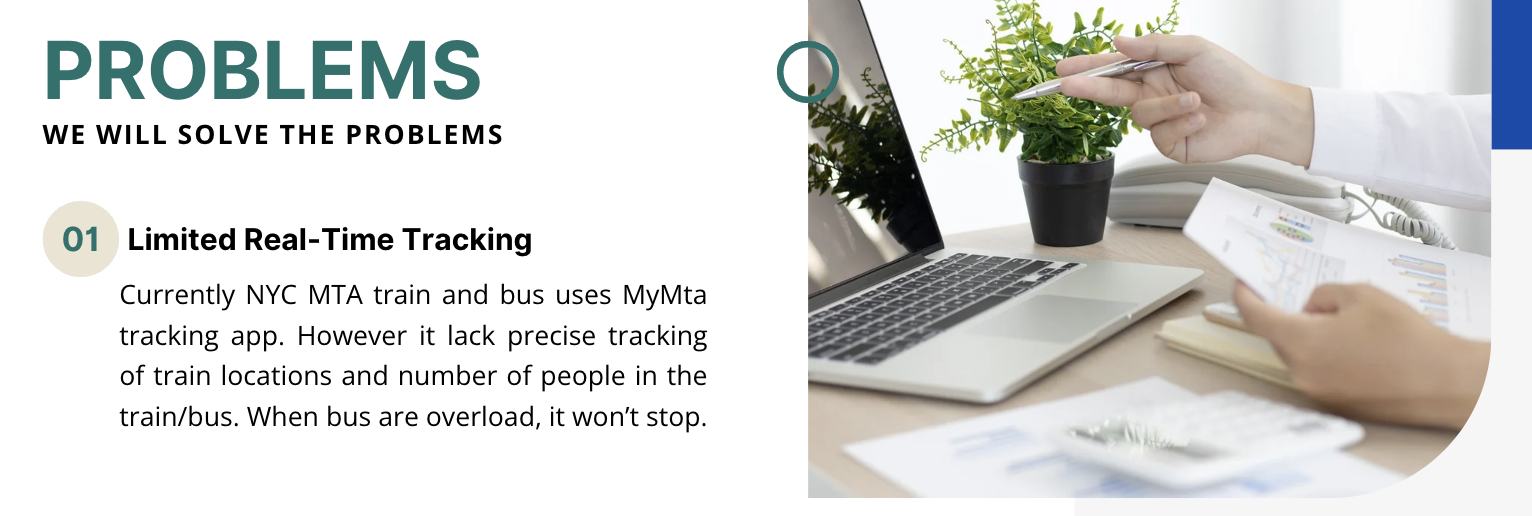 PROBLEMS
WE WILL SOLVE THE PROBLEMS
01 Limited Real-Time Tracking
Currently NYC MTA train and bus uses MyMta
tracking app. However it lack precise tracking
of train locations and number of people in the
train/bus. When bus are overload, it won’t stop.